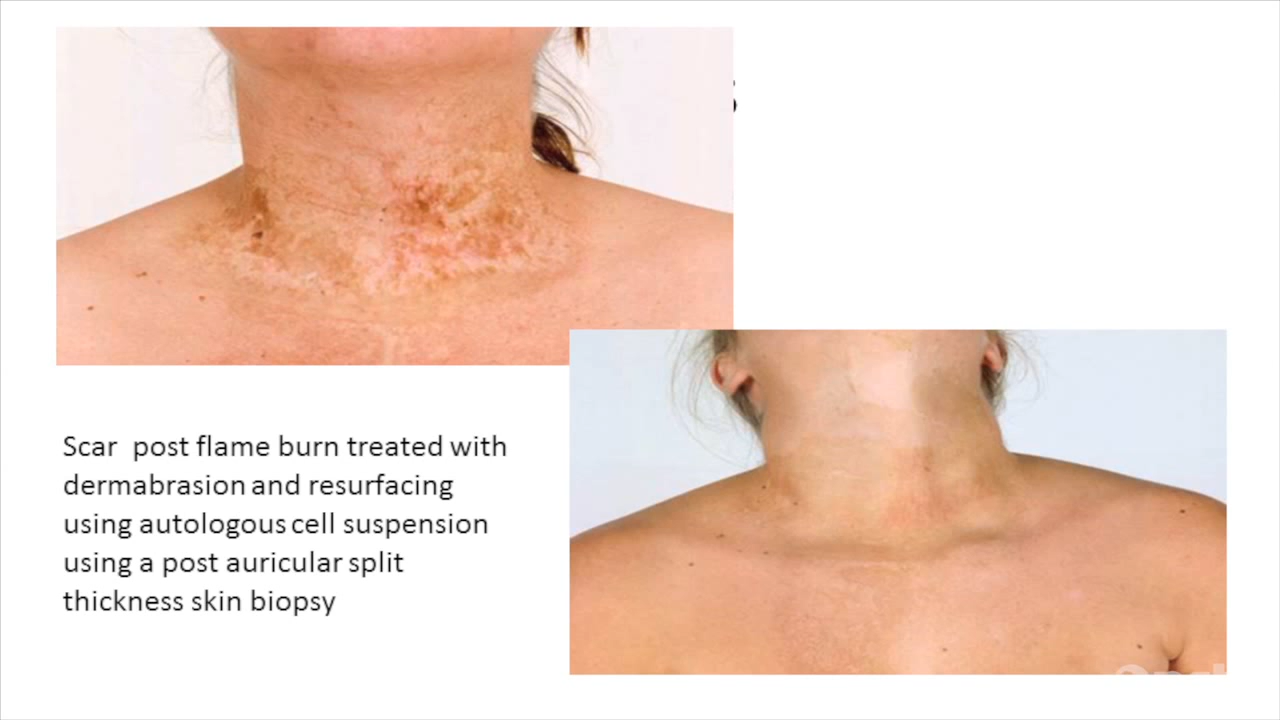 Scar post flame burn treated with
dermabrasion and resurfacing
using autologous cell suspension
using a post auricular split
thickness skin biopsy